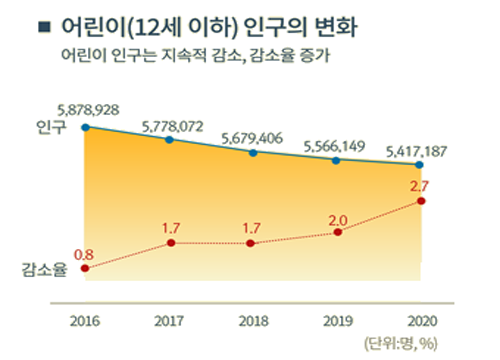 ■ 어린이(12세 이하) 인구의 변화
어린이 인구는 지속적 감소, 감소율 증가
5,878,928
인구
5,778,072
5,679,406
5,566,149
5,417,187
2.7
2.0
1.7
1.7
0.8
감소율
2016 2017 2018 2019 2020
(단위:명, %)